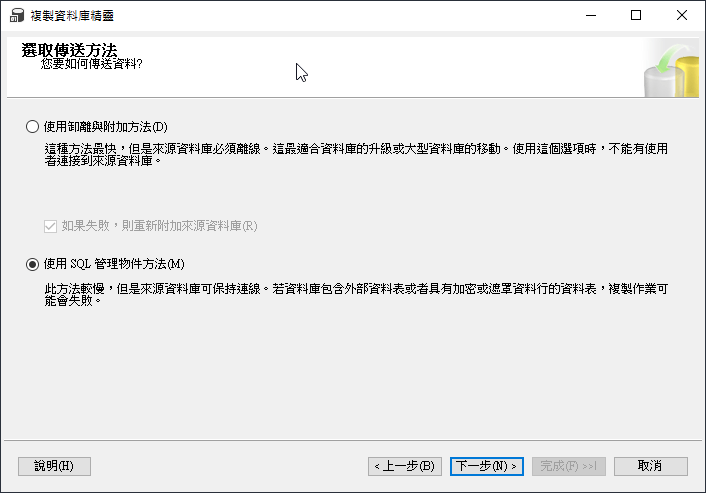 複製資料庫精靈
選取傳送方法
您要如何傳送資料?
使用卸離與附加方法(D)
這種方法最快，但是來源資料庫必須離線。這最適合資料庫的升級或大型資料庫的移動。使用這個選項時，不能有使用
者連接到來源資料庫。
如果失敗，則重新附加來源資料庫(R)
使用 SQL 管理物件方法(M)
此方法較慢，但是來源資料庫可保持連線。若資料庫包含外部資料表或者具有加密或遮罩資料行的資料表，複製作業可
能會失敗。
說明(H)
< 上一步(B)
下一步(N) >
完成(F) >>|
取消